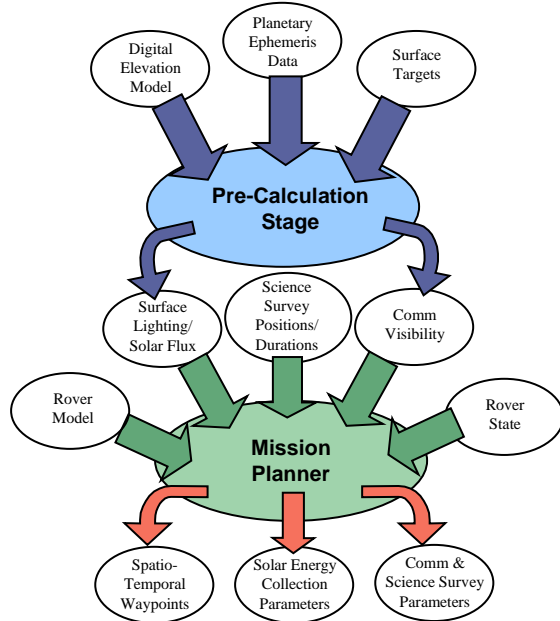 Digital
Elevation
Model
Planetary
Ephemeris
Data
Surface
Targets
Pre-Calculation
Stage
Surface
Lighting/
Solar Flux
Science
Survey
Positions/
Durations
Comm
Visibility
Rover
Model
Mission
Planner
Rover
State
Spatio-
Temporal
Waypoints
Solar Energy
Collection
Parameters
Comm &
Science Survey
Parameters